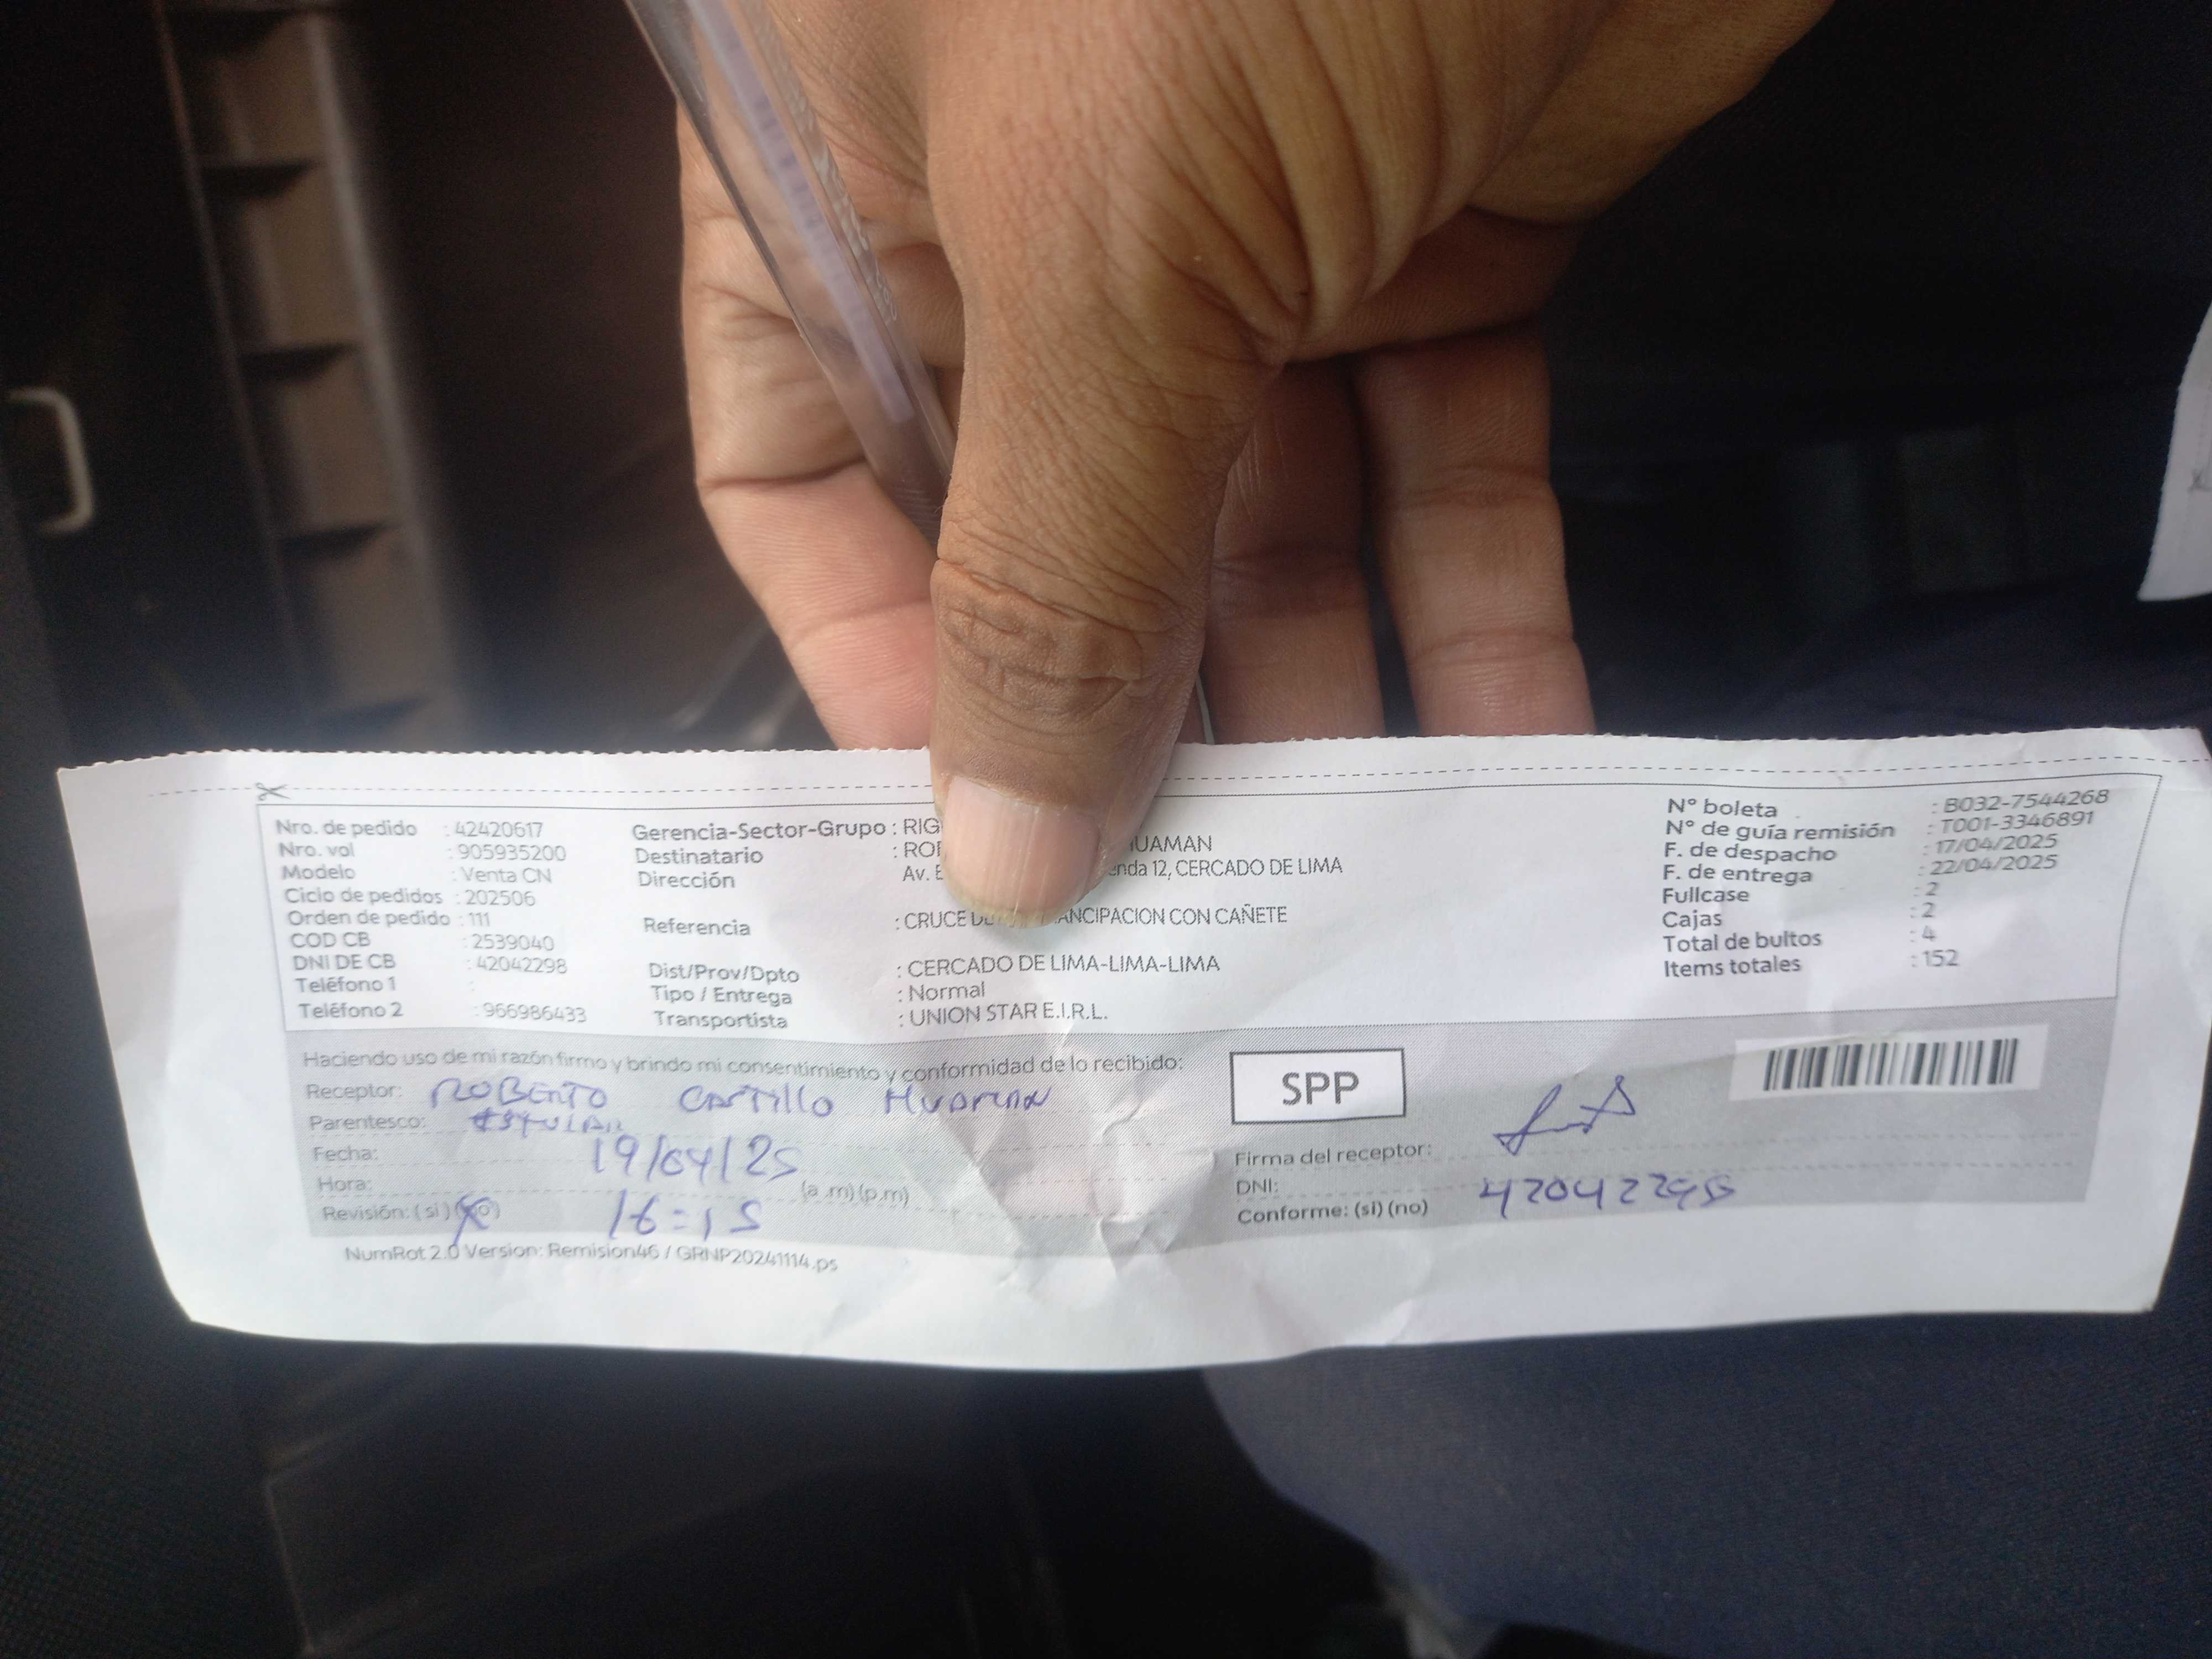 Nro. de pedido : 42420617
Nro. vol : 905935200
Modelo : Venta CN
Ciclo de pedidos : 202506
Orden de pedido : 111
COD CB : 2539040
DNI DE CB : 42042298
Teléfono 1 :
Teléfono 2 : 966986433
Gerencia-Sector-Grupo : RIG
Destinatario : RO HUAMAN
Dirección Av. 12, CERCADO DE LIMA
Referencia : CRUCE ANCIPACION CON CAÑETE
Dist/Prov/Dpto : CERCADO DE LIMA-LIMA-LIMA
Tipo / Entrega : Normal
Transportista : UNION STAR E.I.R.L.
N° boleta : B032-7544268
N° de guía remisión : T001-3346891
F. de despacho : 17/04/2025
F. de entrega : 22/04/2025
Fullcase : 2
Cajas : 2
Total de bultos : 4
Items totales : 152
Haciendo uso de mi razón firmo y brindo mi consentimiento y conformidad de lo recibido:
Receptor: ROBERTO CASTILLO HUAMAN
Parentesco:
Fecha: 19/04/25
Hora: 16:15 (a.m) (p.m)
Revisión: (si) (no)
SPP
Firma del receptor:
DNI: 42042298
Conforme: (si) (no)
NumRot 2.0 Version: Remision46 / GRNP20241114.ps